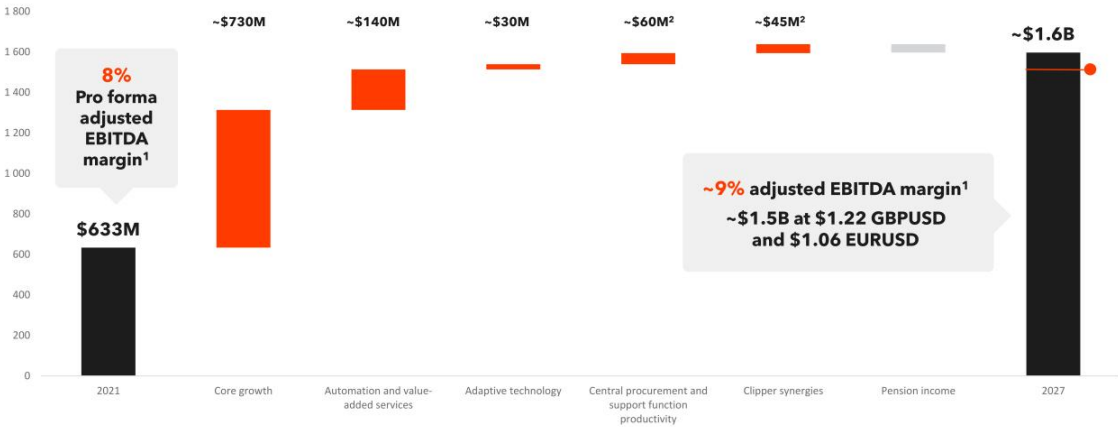 1 800
1 600
1 400
1 200
1 000
800
600
400
200
0
~$730M
~$140M
~$30M
~$60M²
~$45M²
~$1.6B
8%
Pro forma
adjusted
EBITDA
margin¹
$633M
~9% adjusted EBITDA margin¹
~$1.5B at $1.22 GBPUSD
and $1.06 EURUSD
2021
Core growth
Automation and value-
added services
Adaptive technology
Central procurement and
support function
productivity
Clipper synergies
Pension income
2027